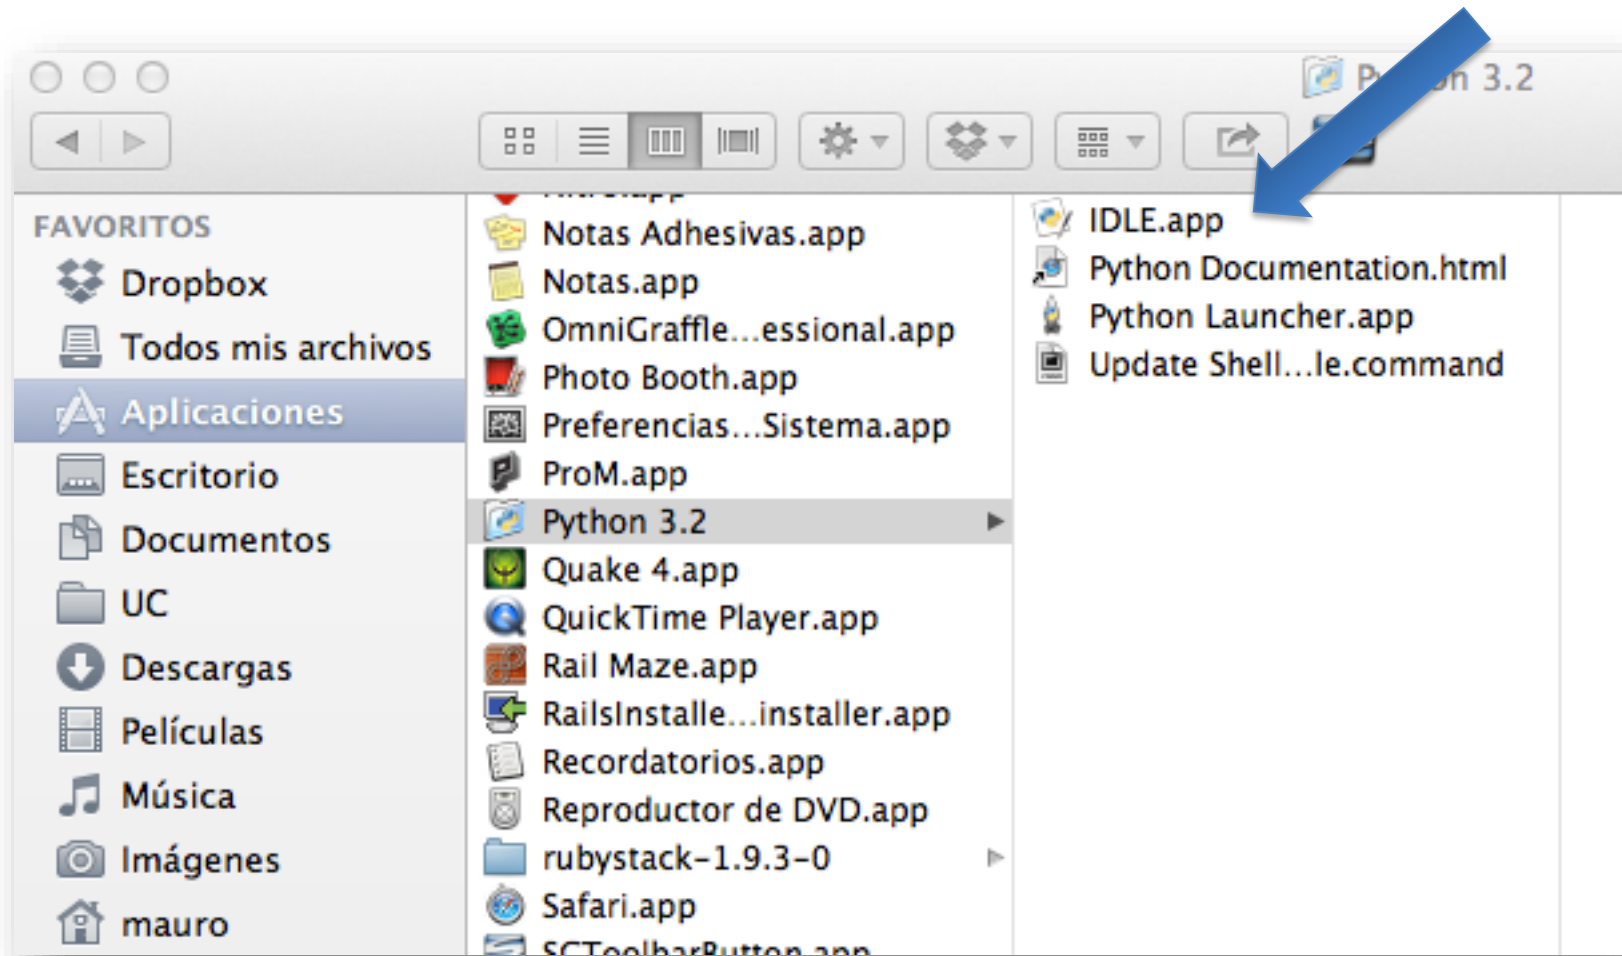 Python 3.2
FAVORITOS
Dropbox
Todos mis archivos
Aplicaciones
Escritorio
Documentos
UC
Descargas
Películas
Música
Imágenes
mauro
Notas Adhesivas.app
Notas.app
OmniGraffle...essional.app
Photo Booth.app
Preferencias...Sistema.app
ProM.app
Python 3.2
Quake 4.app
QuickTime Player.app
Rail Maze.app
RailsInstalle...installer.app
Recordatorios.app
Reproductor de DVD.app
rubystack-1.9.3-0
Safari.app
SCToolbarButton.app
IDLE.app
Python Documentation.html
Python Launcher.app
Update Shell...le.command